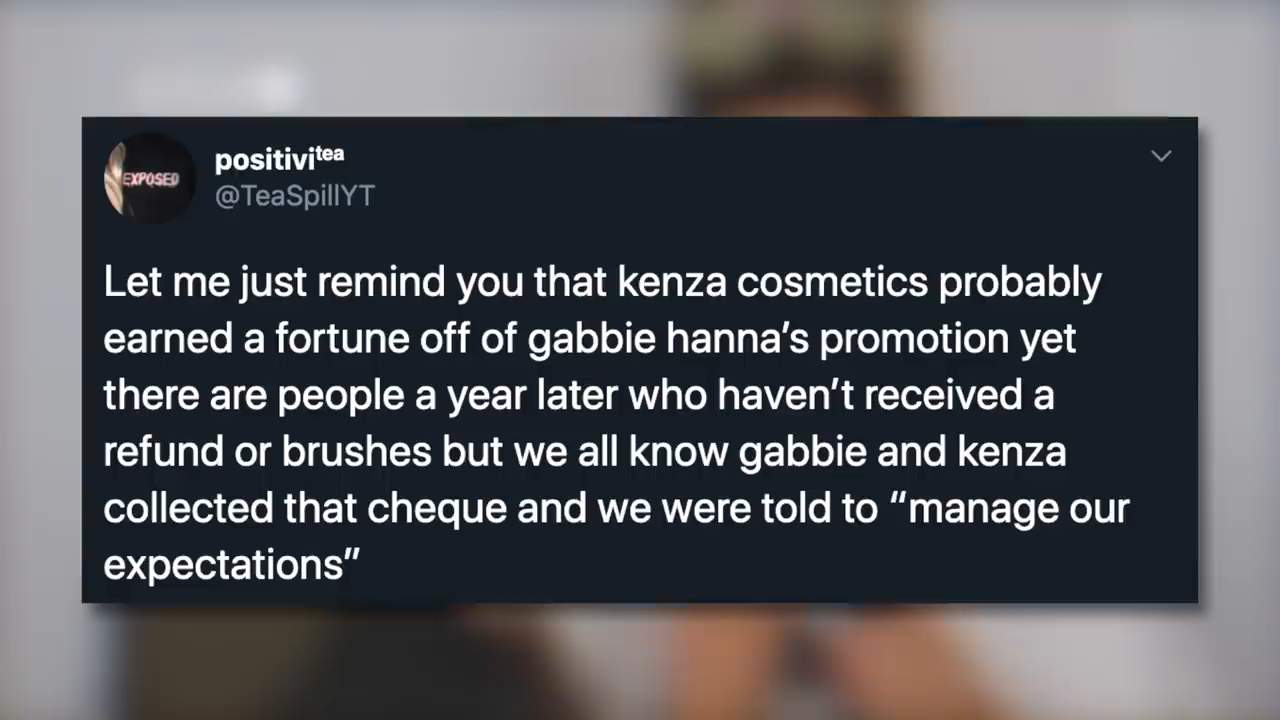 EXPOSED
positivitea
@TeaSpillYT
Let me just remind you that kenza cosmetics probably
earned a fortune off of gabbie hanna’s promotion yet
there are people a year later who haven’t received a
refund or brushes but we all know gabbie and kenza
collected that cheque and we were told to “manage our
expectations”